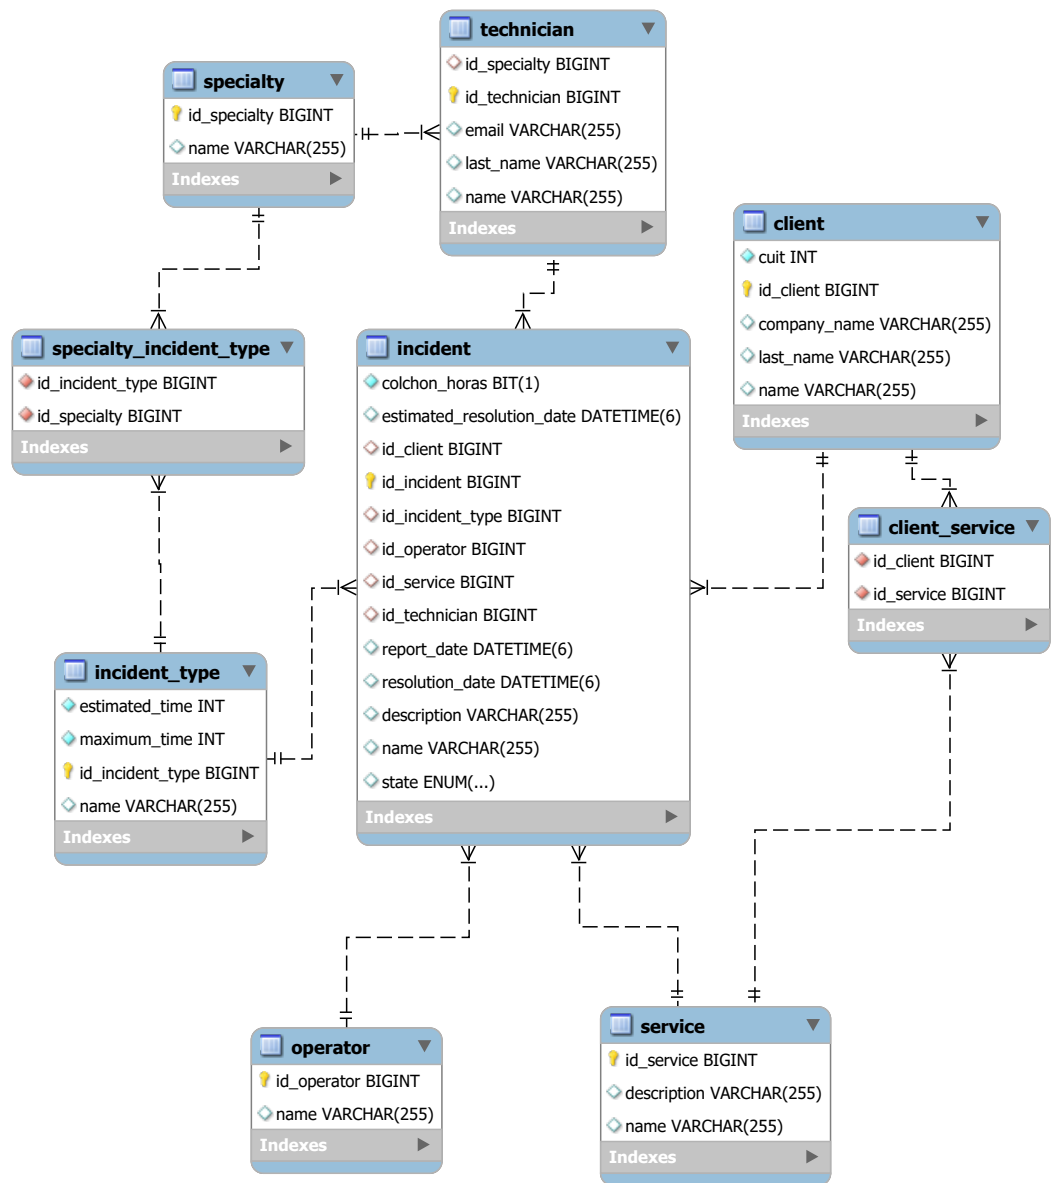 technician
id_specialty BIGINT
id_technician BIGINT
email VARCHAR(255)
last_name VARCHAR(255)
name VARCHAR(255)
Indexes
specialty
id_specialty BIGINT
name VARCHAR(255)
Indexes
client
cuit INT
id_client BIGINT
company_name VARCHAR(255)
last_name VARCHAR(255)
name VARCHAR(255)
Indexes
specialty_incident_type
id_incident_type BIGINT
id_specialty BIGINT
Indexes
incident
colchon_horas BIT(1)
estimated_resolution_date DATETIME(6)
id_client BIGINT
id_incident BIGINT
id_incident_type BIGINT
id_operator BIGINT
id_service BIGINT
id_technician BIGINT
report_date DATETIME(6)
resolution_date DATETIME(6)
description VARCHAR(255)
name VARCHAR(255)
state ENUM(...)
Indexes
client_service
id_client BIGINT
id_service BIGINT
Indexes
incident_type
estimated_time INT
maximum_time INT
id_incident_type BIGINT
name VARCHAR(255)
Indexes
operator
id_operator BIGINT
name VARCHAR(255)
Indexes
service
id_service BIGINT
description VARCHAR(255)
name VARCHAR(255)
Indexes